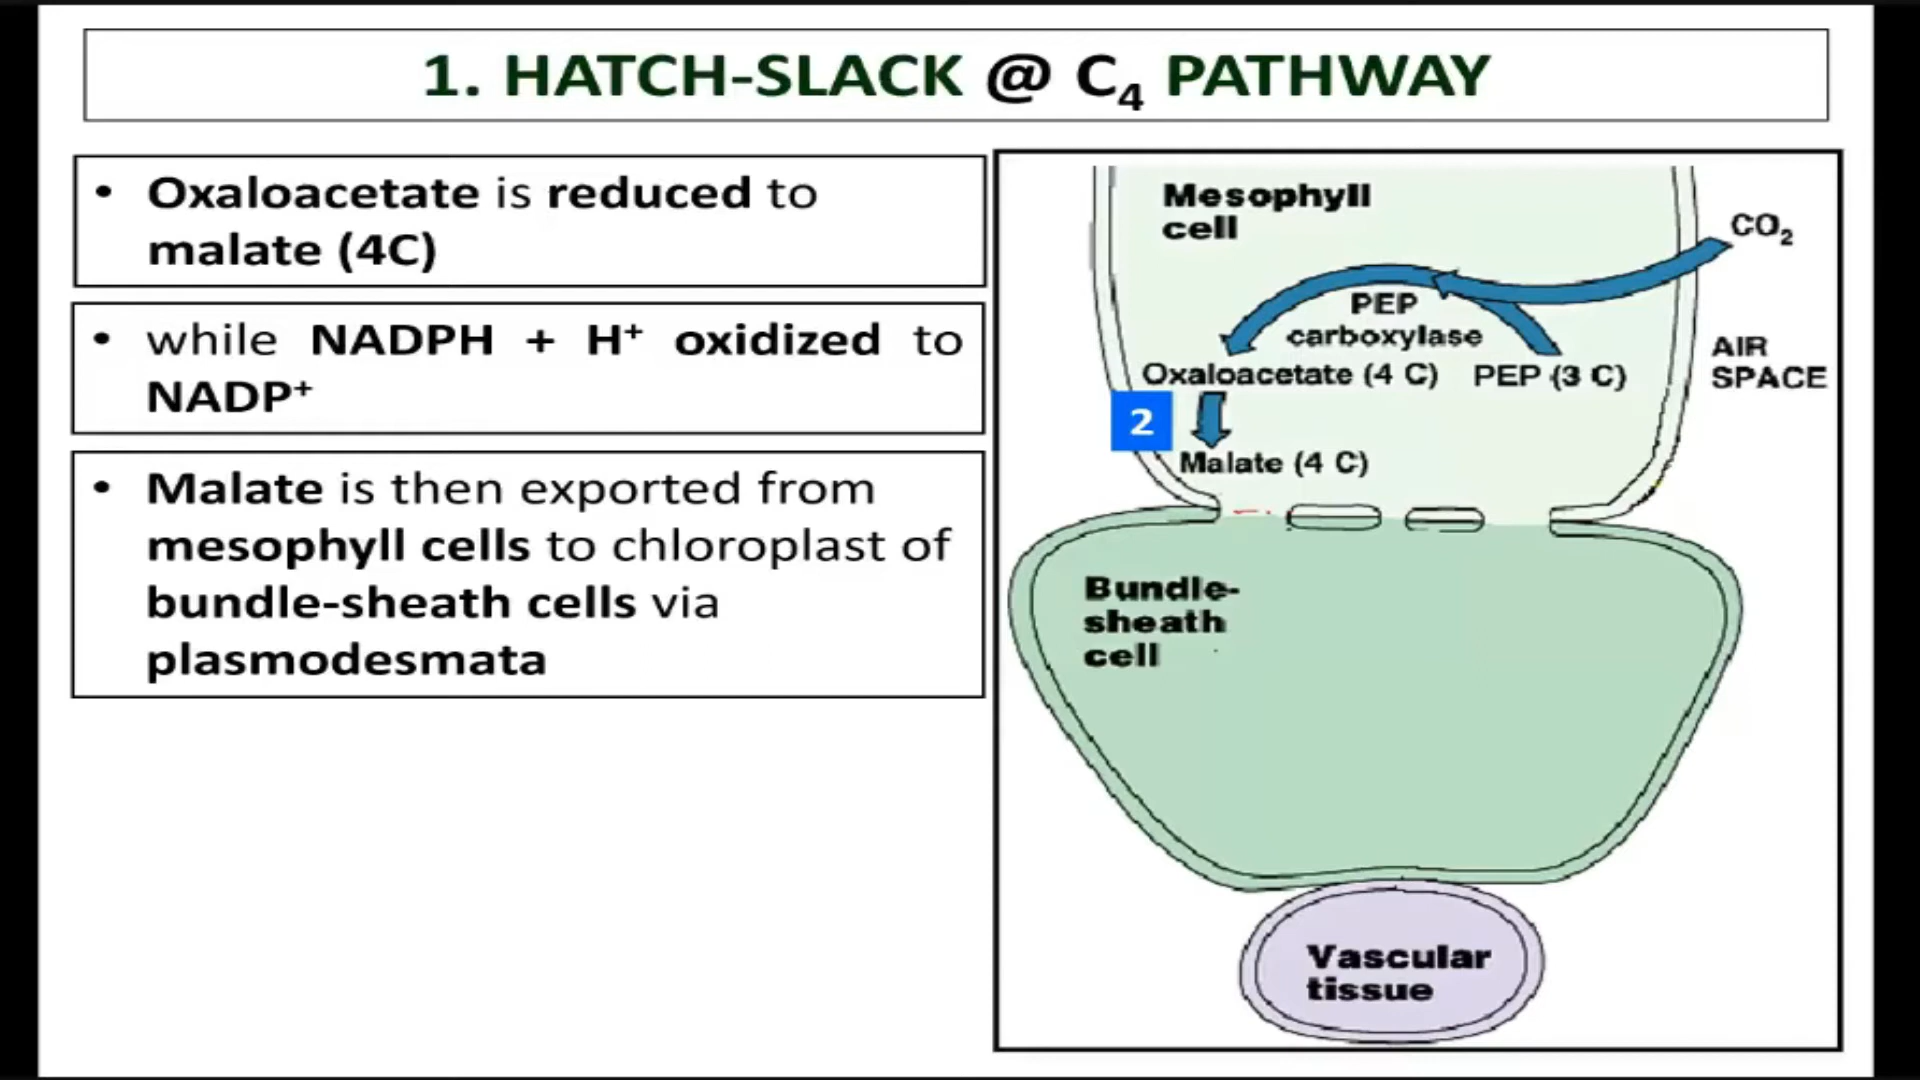 1. HATCH-SLACK @ C₄ PATHWAY
• Oxaloacetate is reduced to
malate (4C)
• while NADPH + H⁺ oxidized to
NADP⁺
• Malate is then exported from
mesophyll cells to chloroplast of
bundle-sheath cells via
plasmodesmata
Mesophyll
cell
CO₂
PEP
carboxylase
AIR
SPACE
Oxaloacetate (4 C) PEP (3 C)
2
Malate (4 C)
Bundle-
sheath
cell
Vascular
tissue